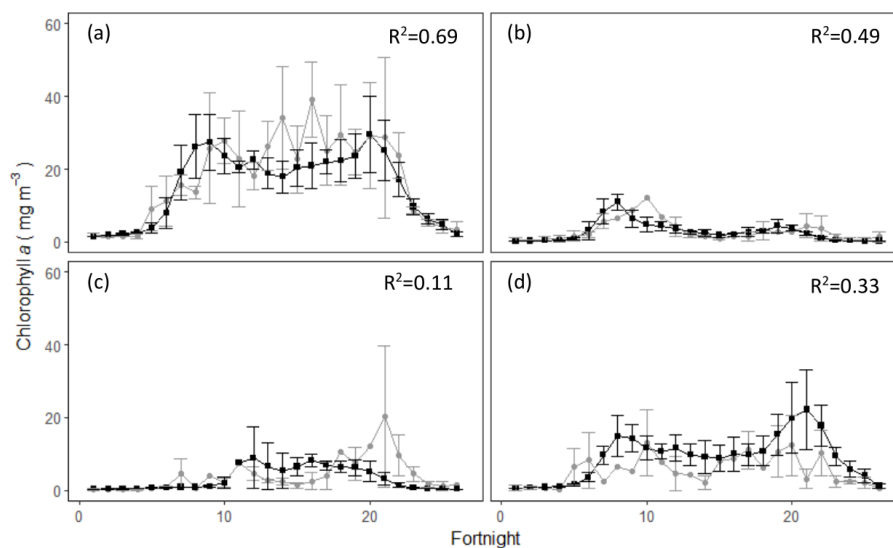 (a) R²=0.69
(b) R²=0.49
60
40
20
0
(c) R²=0.11
(d) R²=0.33
60
40
20
0
Chlorophyll a ( mg m⁻³ )
0 10 20 0 10 20
Fortnight